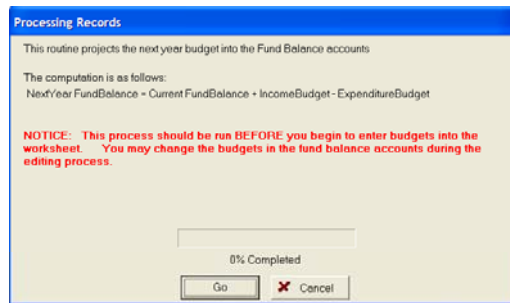 Processing Records
This routine projects the next year budget into the Fund Balance accounts
The computation is as follows:
NextYear FundBalance = Current FundBalance + IncomeBudget - ExpenditureBudget
NOTICE: This process should be run BEFORE you begin to enter budgets into the
worksheet. You may change the budgets in the fund balance accounts during the
editing process.
0% Completed
Go
Cancel